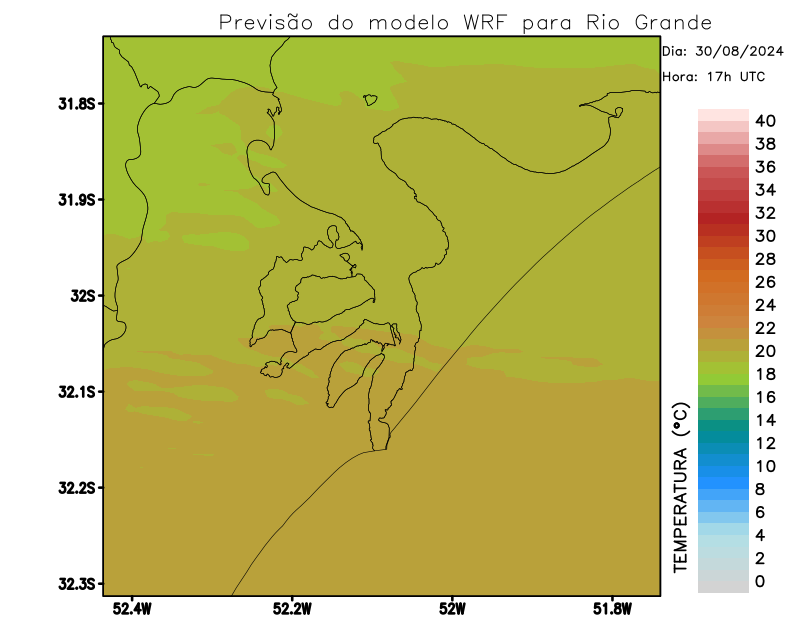 Previsão do modelo WRF para Rio Grande
Dia: 30/08/2024
Hora: 17h UTC
31.8S
31.9S
32S
32.1S
32.2S
32.3S
52.4W
52.2W
52W
51.8W
TEMPERATURA (°C)
40
38
36
34
32
30
28
26
24
22
20
18
16
14
12
10
8
6
4
2
0